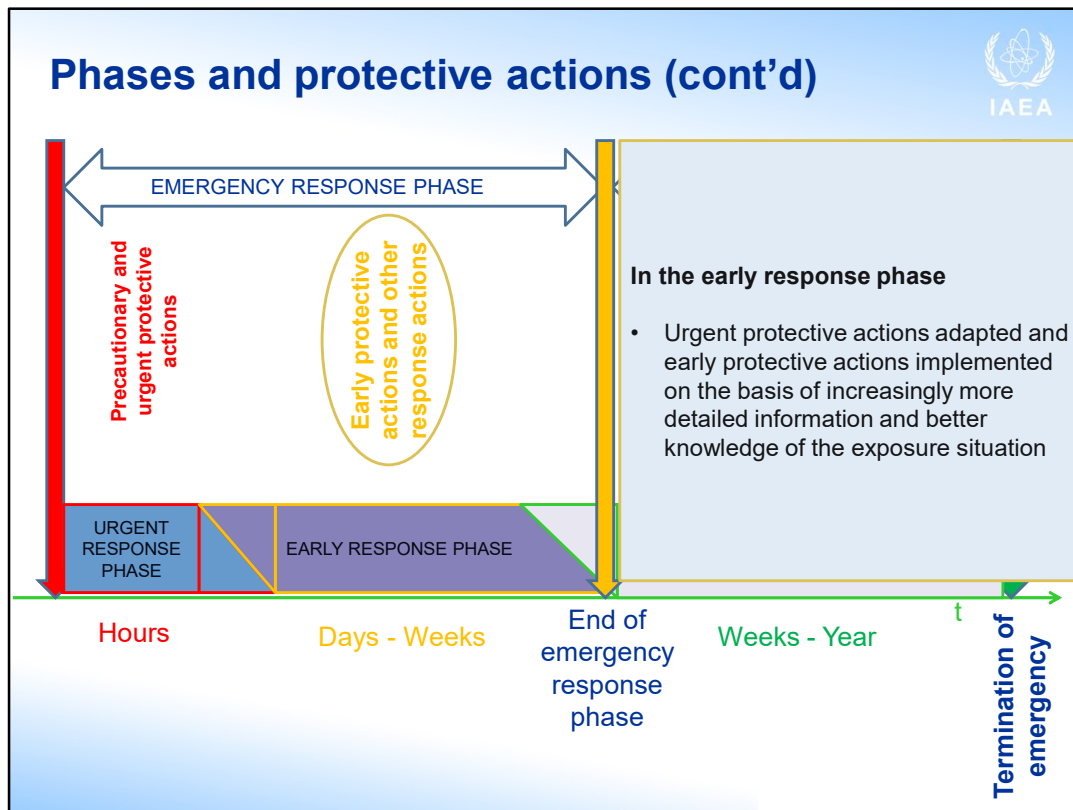 Phases and protective actions (cont’d)
IAEA
EMERGENCY RESPONSE PHASE
Precautionary and
urgent protective
actions
Early protective
actions and other
response actions
In the early response phase
• Urgent protective actions adapted and
early protective actions implemented
on the basis of increasingly more
detailed information and better
knowledge of the exposure situation
URGENT
RESPONSE
PHASE
EARLY RESPONSE PHASE
t
Hours
Days - Weeks
End of
emergency
response
phase
Weeks - Year
Termination of
emergency